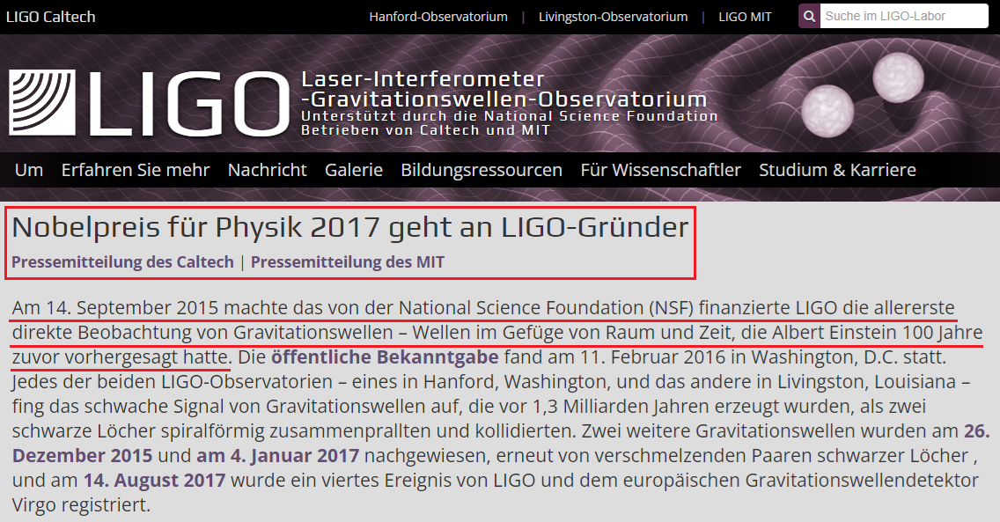 LIGO Caltech
Hanford-Observatorium | Livingston-Observatorium | LIGO MIT
Suche im LIGO-Labor
LIGO
Laser-Interferometer
-Gravitationswellen-Observatorium
Unterstützt durch die National Science Foundation
Betrieben von Caltech und MIT
Um Erfahren Sie mehr Nachricht Galerie Bildungsressourcen Für Wissenschaftler Studium & Karriere
Nobelpreis für Physik 2017 geht an LIGO-Gründer
Pressemitteilung des Caltech | Pressemitteilung des MIT
Am 14. September 2015 machte das von der National Science Foundation (NSF) finanzierte LIGO die allererste
direkte Beobachtung von Gravitationswellen – Wellen im Gefüge von Raum und Zeit, die Albert Einstein 100 Jahre
zuvor vorhergesagt hatte. Die öffentliche Bekanntgabe fand am 11. Februar 2016 in Washington, D.C. statt.
Jedes der beiden LIGO-Observatorien – eines in Hanford, Washington, und das andere in Livingston, Louisiana –
fing das schwache Signal von Gravitationswellen auf, die vor 1,3 Milliarden Jahren erzeugt wurden, als zwei
schwarze Löcher spiralförmig zusammenprallten und kollidierten. Zwei weitere Gravitationswellen wurden am 26.
Dezember 2015 und am 4. Januar 2017 nachgewiesen, erneut von verschmelzenden Paaren schwarzer Löcher ,
und am 14. August 2017 wurde ein viertes Ereignis von LIGO und dem europäischen Gravitationswellendetektor
Virgo registriert.